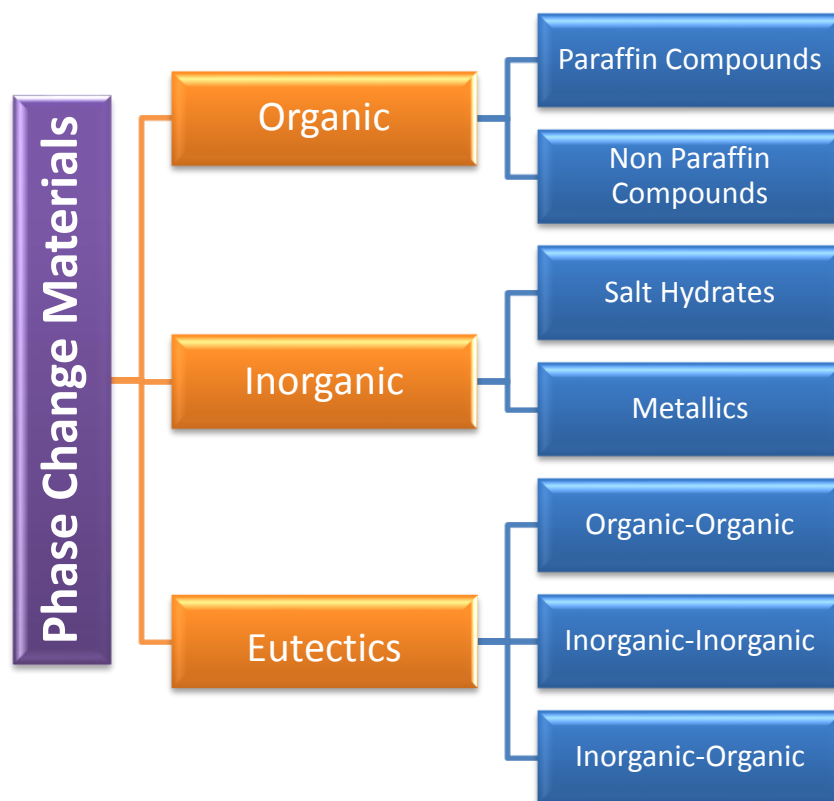 Phase Change Materials
Organic
Paraffin Compounds
Non Paraffin
Compounds
Inorganic
Salt Hydrates
Metallics
Eutectics
Organic-Organic
Inorganic-Inorganic
Inorganic-Organic